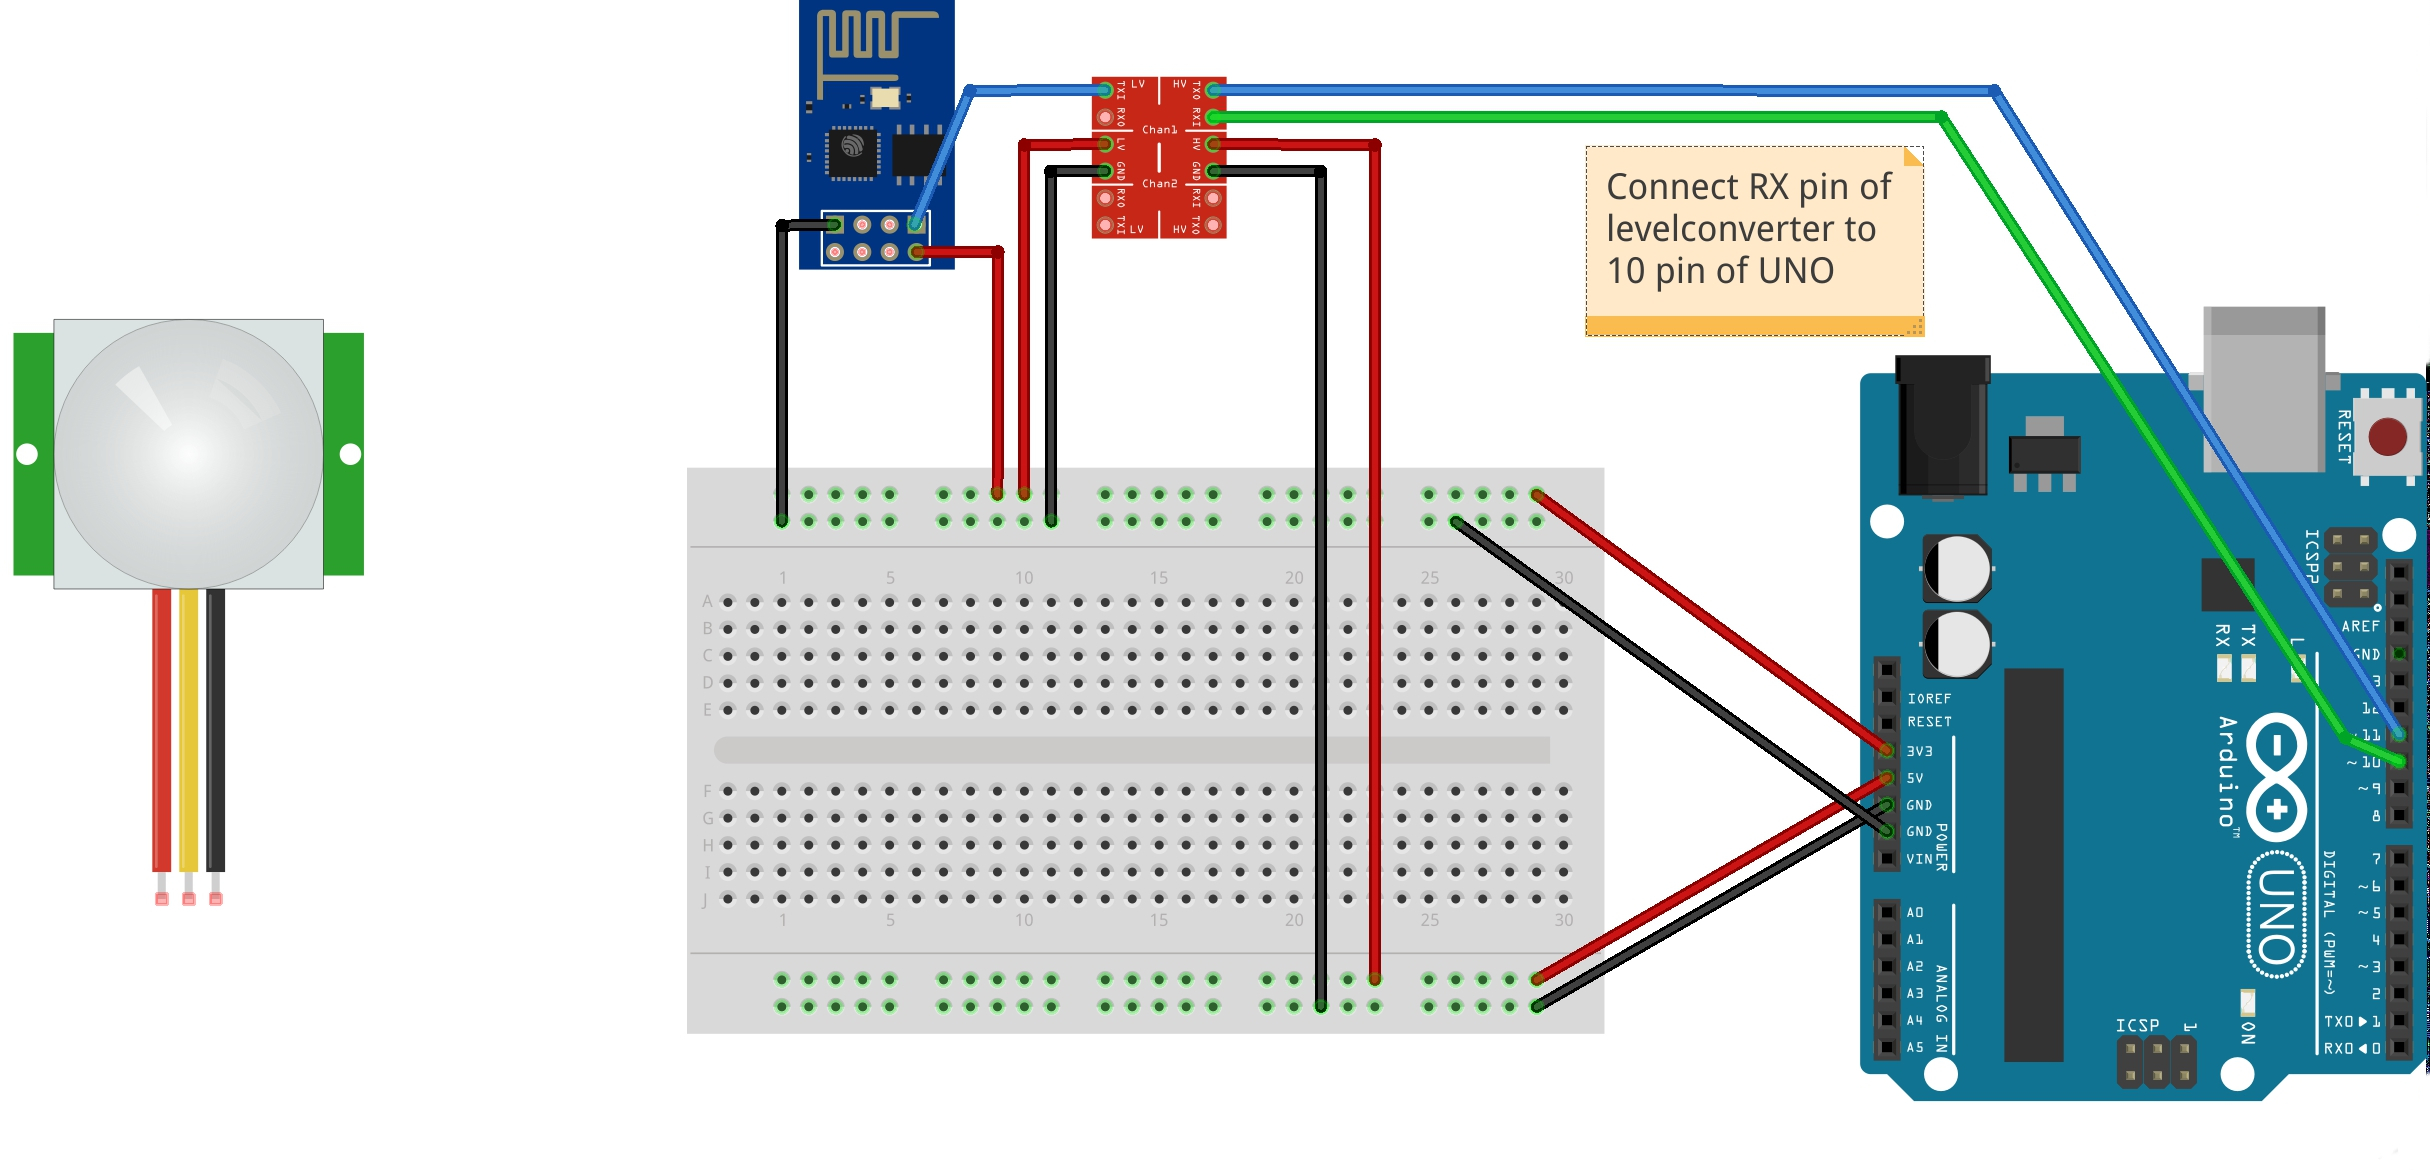 LV HV
TXI TXO
RXO RXI
Chan1
LV HV
GND GND
Chan2
RXO RXI
TXI TXO
LV HV
Connect RX pin of
levelconverter to
10 pin of UNO
RESET
ICSP2
AREF
GND
RX TX L
IOREF
RESET
3V3
5V
GND
GND
VIN
POWER
A0
A1
A2
A3
A4
A5
ANALOG IN
Arduino™
UNO
3
12
~11
~10
~9
8
7
~6
~5
4
~3
2
TX0▶1
RX0◀0
DIGITAL (PWM=~)
ICSP 1
ON
1 5 10 15 20 25 30
A
B
C
D
E
F
G
H
I
J
1 5 10 15 20 25 30